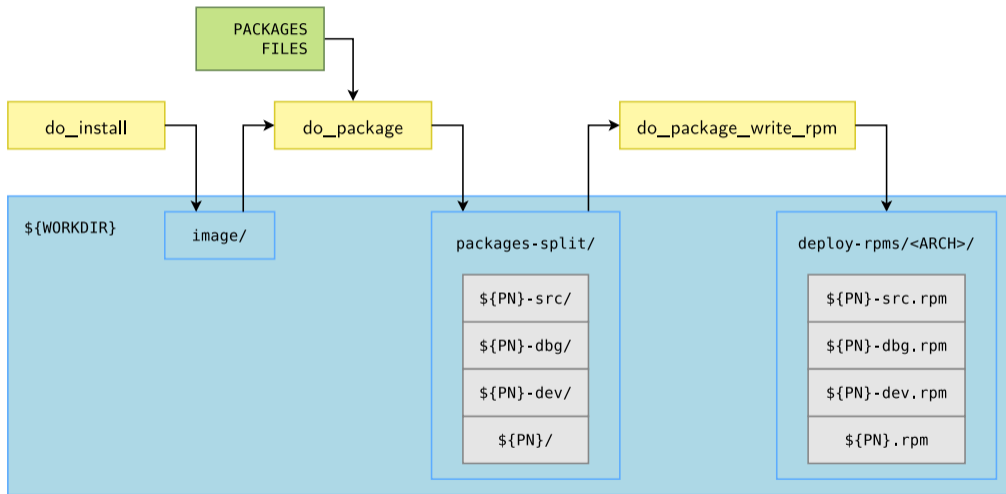 PACKAGES
FILES
do_install
do_package
do_package_write_rpm
${WORKDIR}
image/
packages-split/
${PN}-src/
${PN}-dbg/
${PN}-dev/
${PN}/
deploy-rpms/<ARCH>/
${PN}-src.rpm
${PN}-dbg.rpm
${PN}-dev.rpm
${PN}.rpm